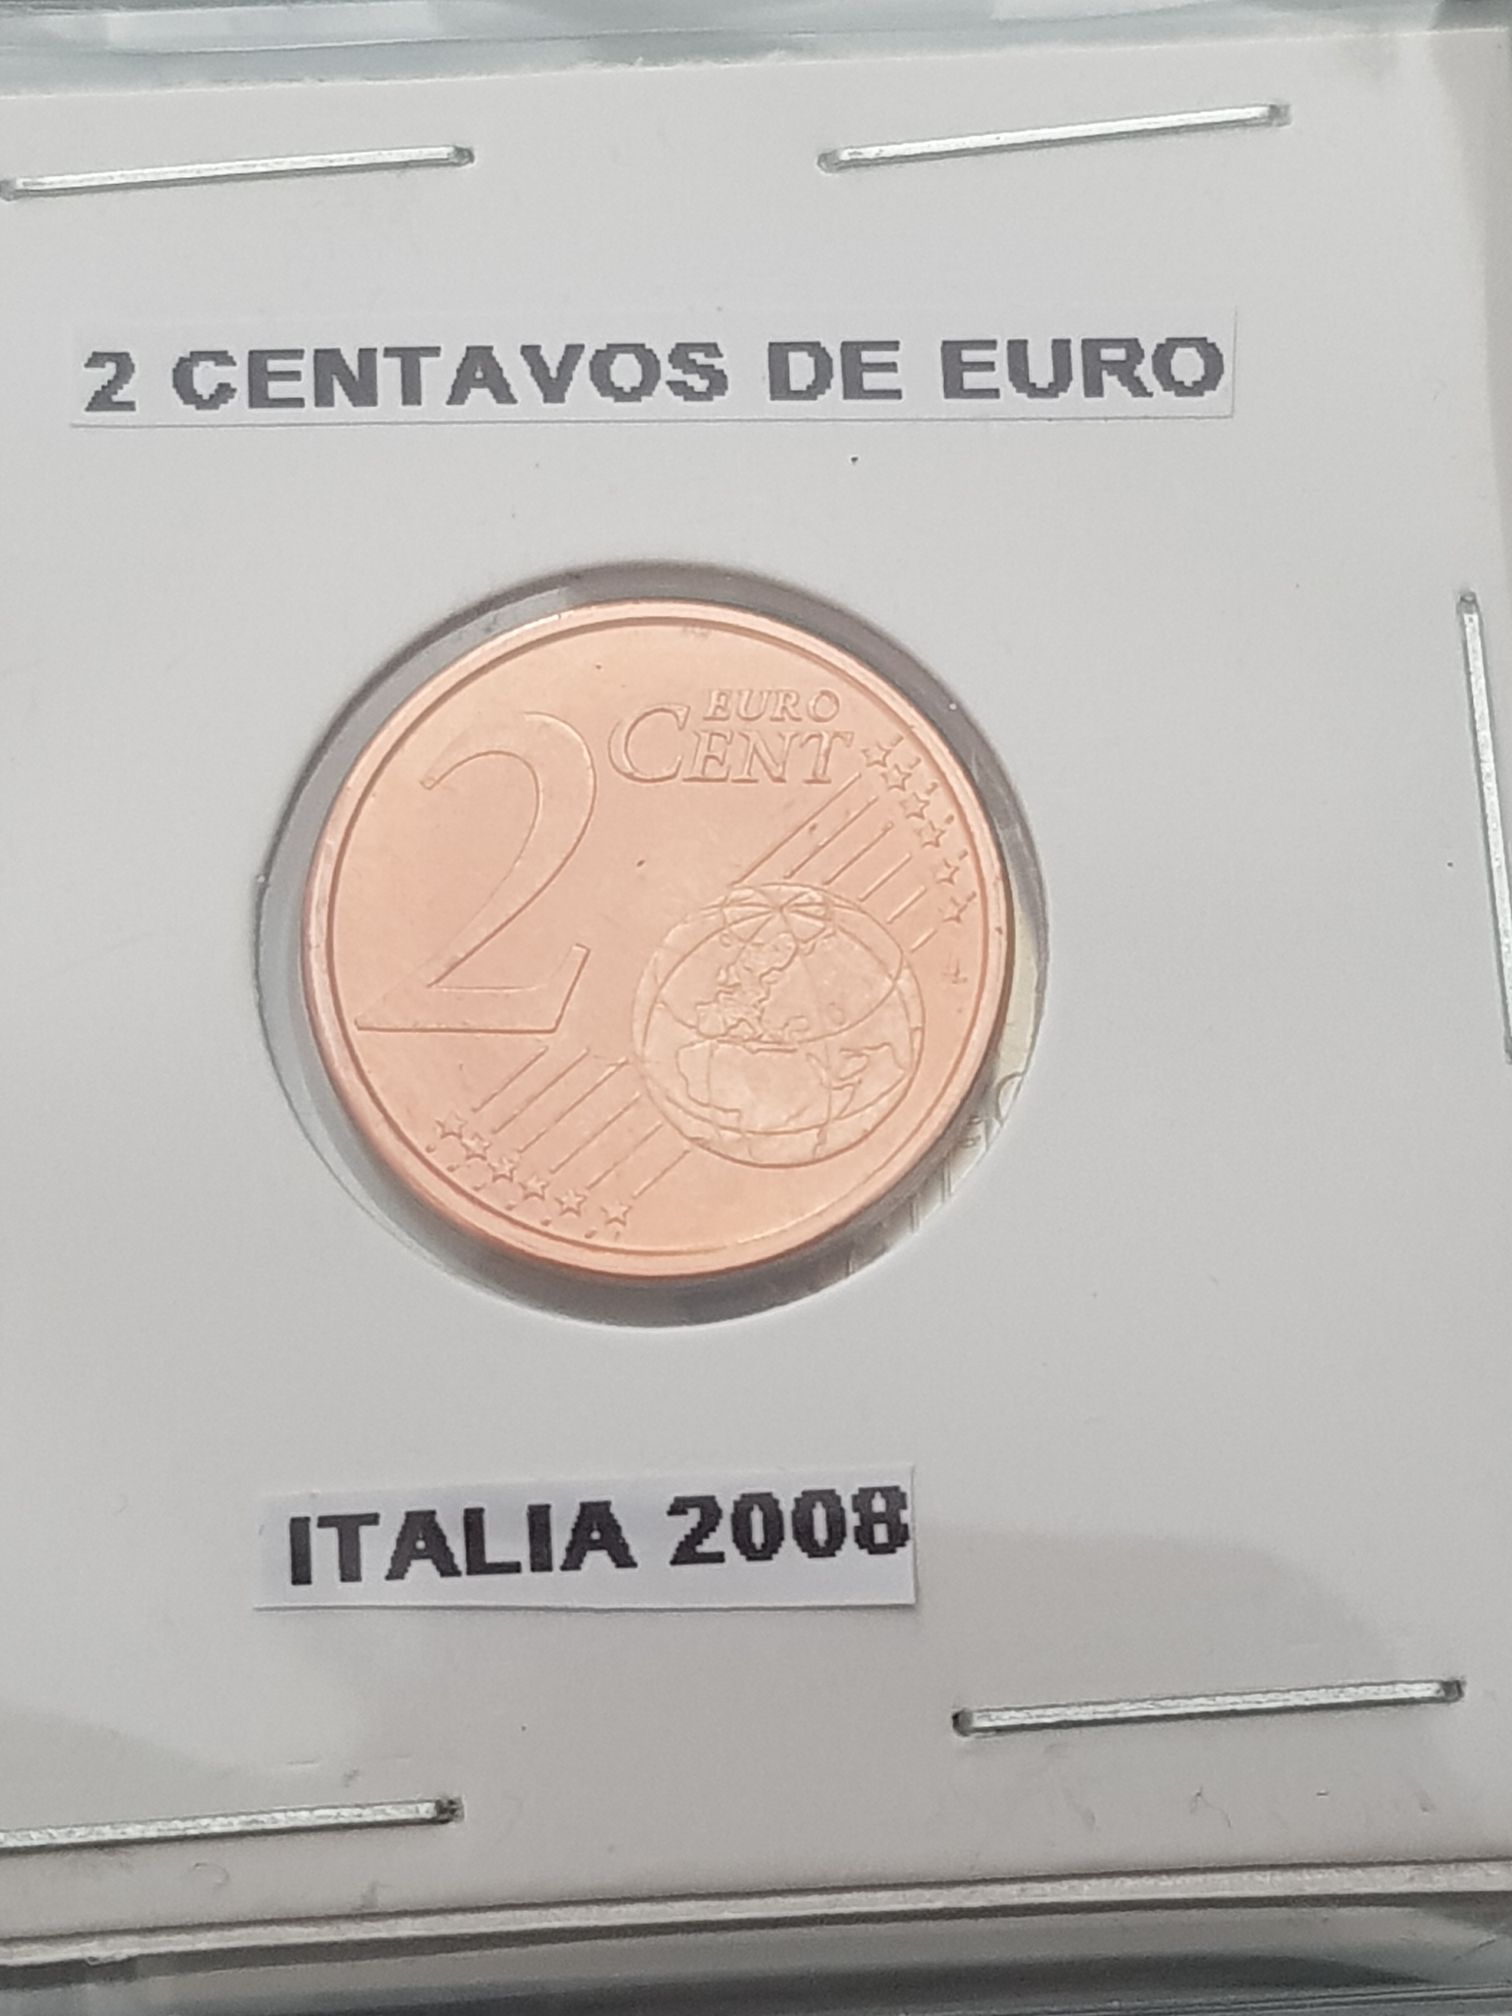 2 CENTAVOS DE EURO
2 EURO
CENT
ITALIA 2008